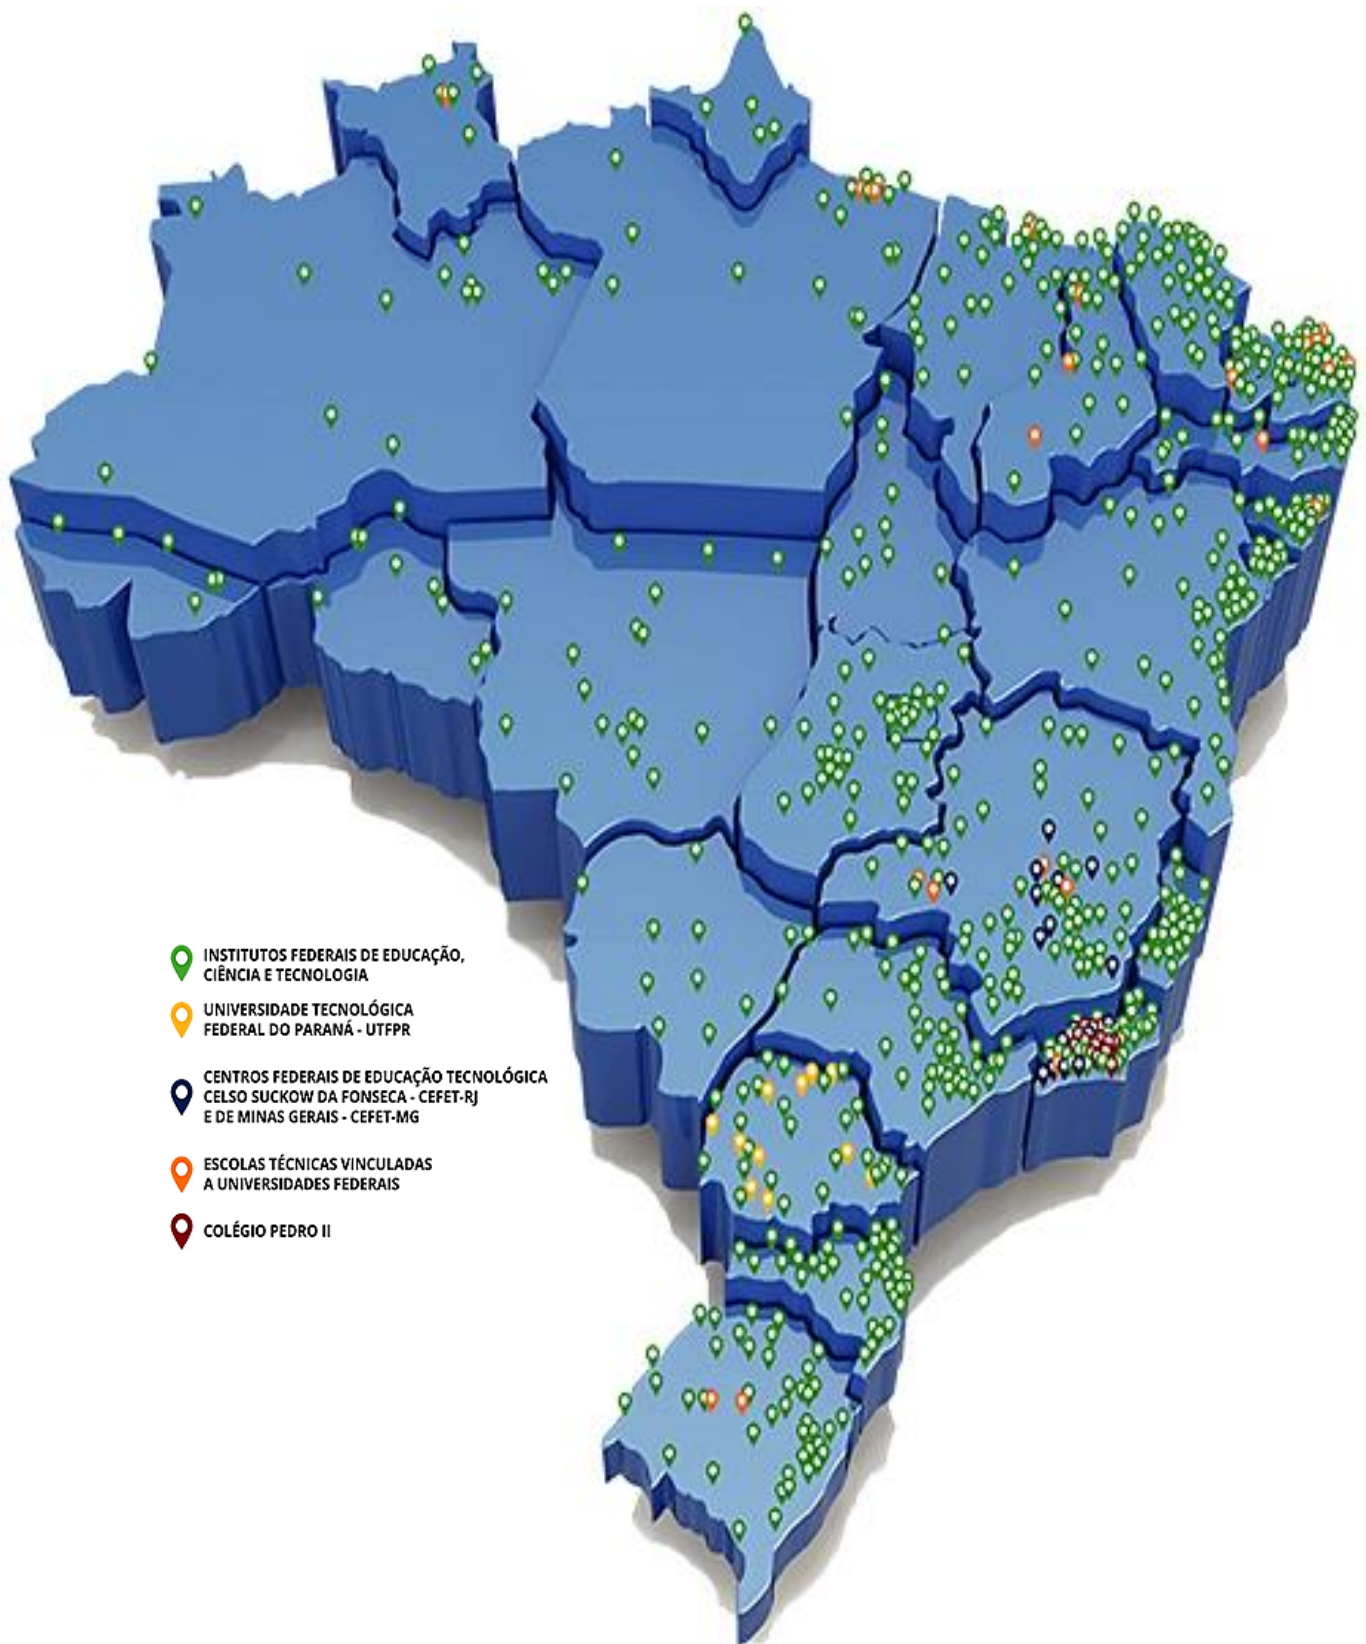 INSTITUTOS FEDERAIS DE EDUCAÇÃO,
CIÊNCIA E TECNOLOGIA
UNIVERSIDADE TECNOLÓGICA
FEDERAL DO PARANÁ - UTFPR
CENTROS FEDERAIS DE EDUCAÇÃO TECNOLÓGICA
CELSO SUCKOW DA FONSECA - CEFET-RJ
E DE MINAS GERAIS - CEFET-MG
ESCOLAS TÉCNICAS VINCULADAS
A UNIVERSIDADES FEDERAIS
COLÉGIO PEDRO II